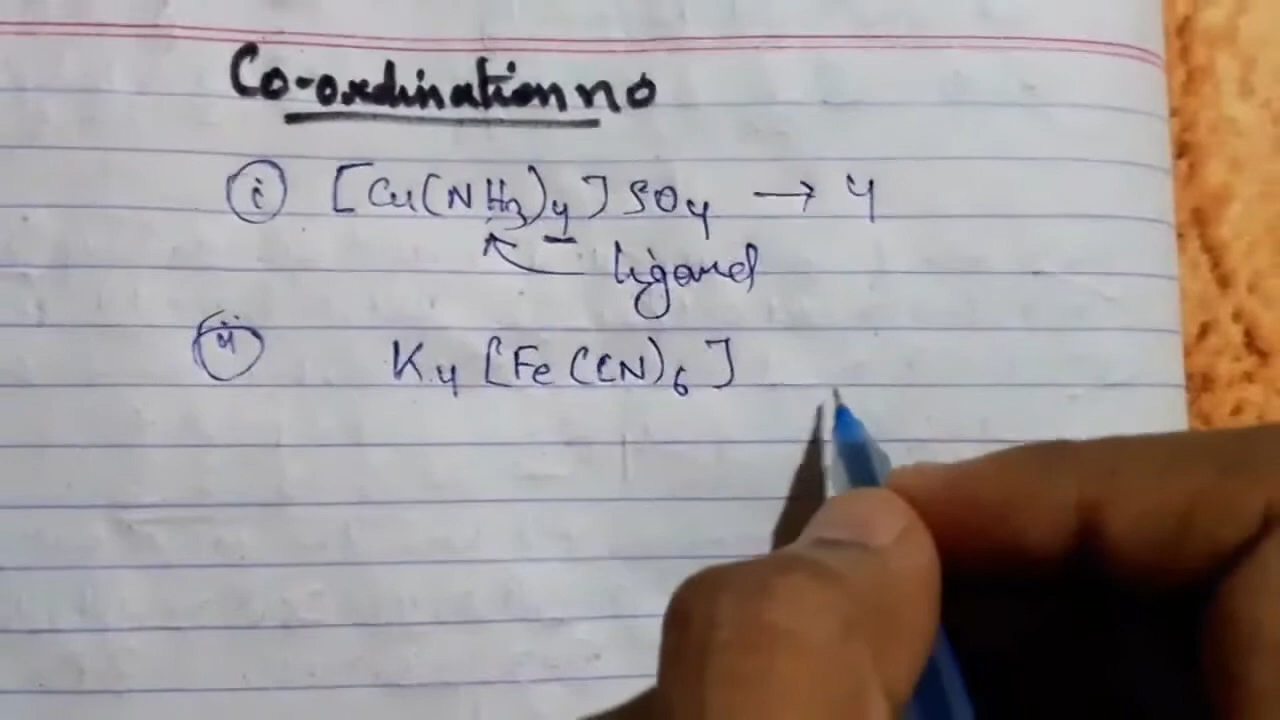 Co-ordination no
(i) [Cu(NH3)4]SO4 → 4
ligand
(ii) K4[Fe(CN)6]